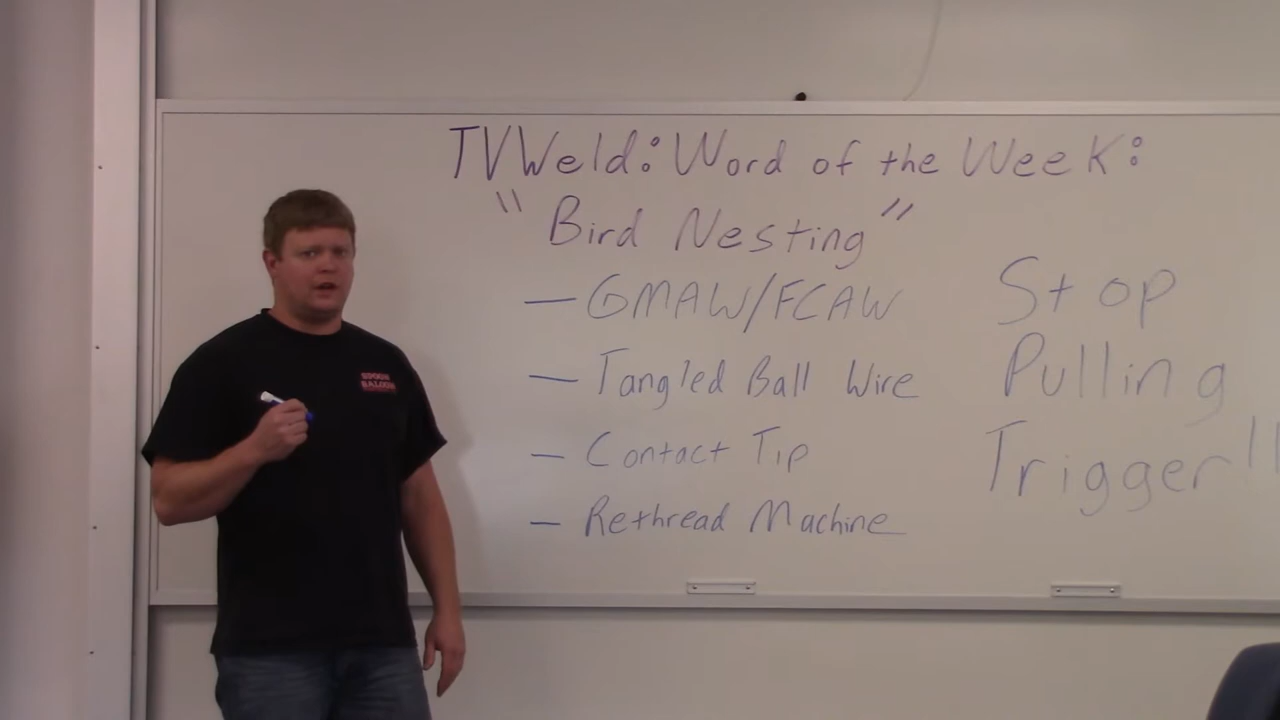 TVWeld: Word of the Week:
"Bird Nesting"
— GMAW/FCAW
— Tangled Ball Wire
— Contact Tip
— Rethread Machine
Stop
Pulling
Trigger!!